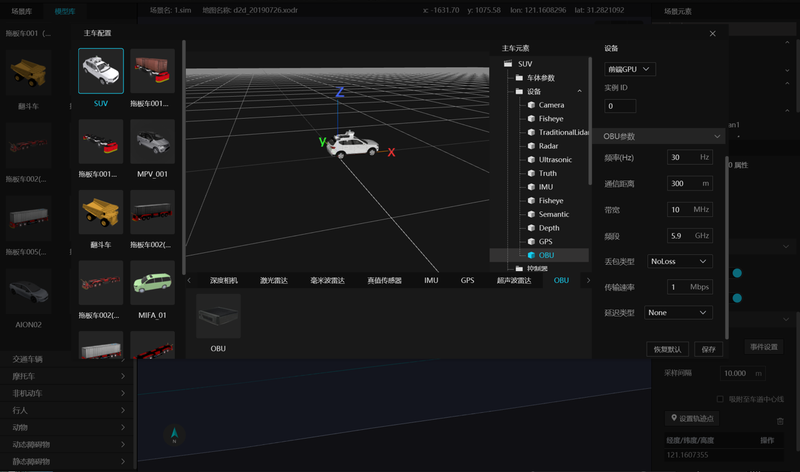 场景库
模型库
场景名: 1.sim
地图名称: d2d_20190726.xodr
x: -1631.70
y: 1075.58
lon: 121.1608296
lat: 31.2821092
场景元素
拖板车001 (...
翻斗车
拖板车002(...
拖板车005(...
AION02
交通车辆
摩托车
非机动车
行人
动物
动态障碍物
静态障碍物
主车配置
SUV
拖板车001...
拖板车001...
MPV_001
翻斗车
拖板车002(...
拖板车002(...
MIFA_01
Z
y
X
主车元素
SUV
车体参数
设备
Camera
Fisheye
TraditionalLidar
Radar
Ultrasonic
Truth
IMU
Fisheye
Semantic
Depth
GPS
OBU
控制器
深度相机
激光雷达
毫米波雷达
真值传感器
IMU
GPS
超声波雷达
OBU
OBU
设备
前端GPU
实例 ID
0
OBU参数
频率(Hz)
30
Hz
通信距离
300
m
带宽
10
MHz
频段
5.9
GHz
丢包类型
NoLoss
传输速率
1
Mbps
延迟类型
None
恢复默认
保存
an1
0 属性
事件设置
采样间隔
10.000
m
吸附至车道中心线
设置轨迹点
经度/纬度/高度
操作
121.1607355
N